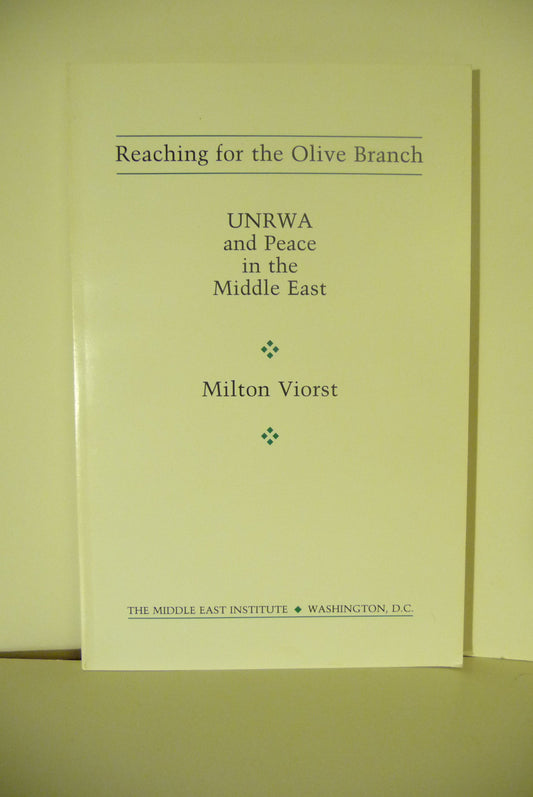 Reaching for the Olive Branch
UNRWA
and Peace
in the
Middle East
Milton Viorst
THE MIDDLE EAST INSTITUTE ◆ WASHINGTON, D.C.